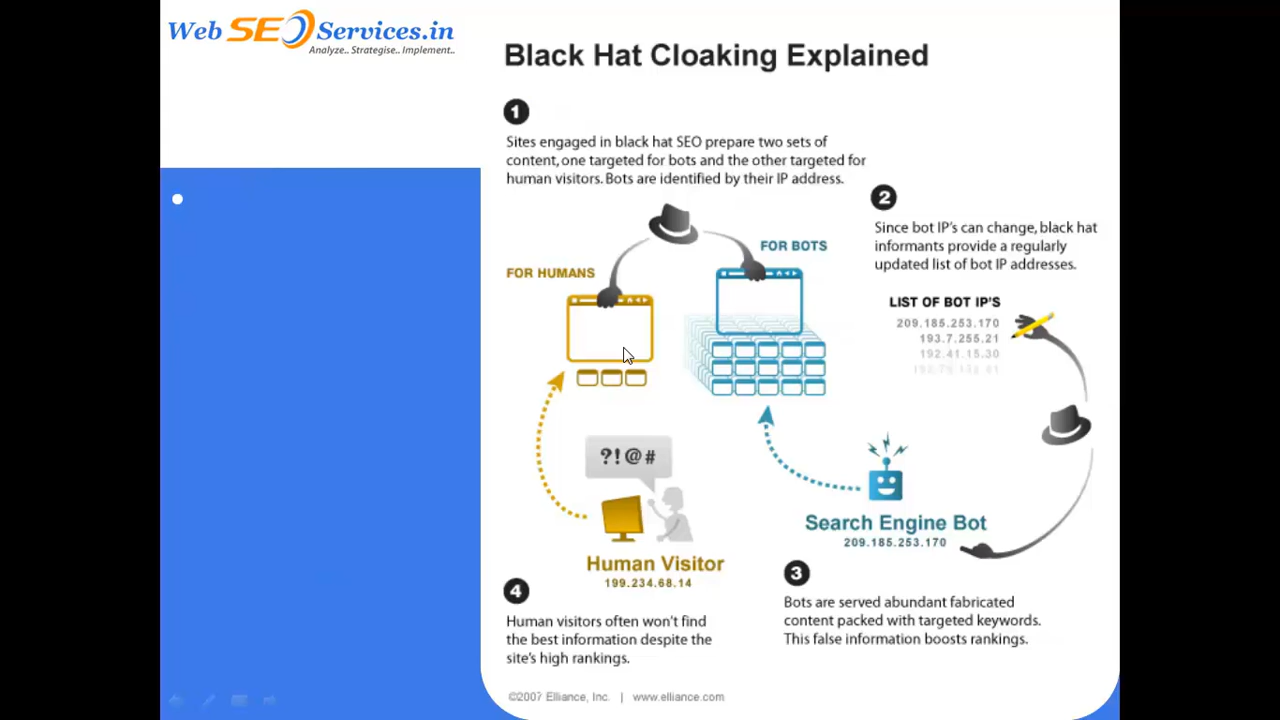 Web SEO Services.in
Analyze.. Strategise.. Implement..
Black Hat Cloaking Explained
1
Sites engaged in black hat SEO prepare two sets of
content, one targeted for bots and the other targeted for
human visitors. Bots are identified by their IP address.
2
Since bot IP's can change, black hat
informants provide a regularly
updated list of bot IP addresses.
FOR HUMANS
FOR BOTS
LIST OF BOT IP'S
209.185.253.170
193.7.255.21
192.41.15.30
?!@#
Search Engine Bot
209.185.253.170
Human Visitor
199.234.68.14
3
Bots are served abundant fabricated
content packed with targeted keywords.
This false information boosts rankings.
4
Human visitors often won't find
the best information despite the
site's high rankings.
©2007 Elliance, Inc. | www.elliance.com